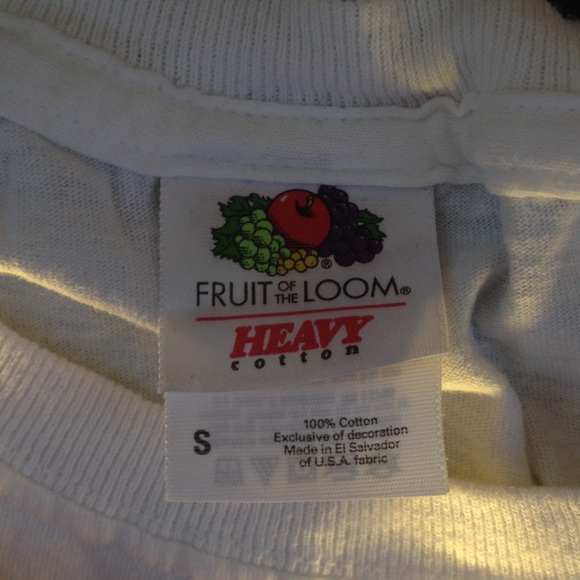 ®
FRUIT OF THE LOOM®
HEAVY
cotton
S
100% Cotton
Exclusive of decoration
Made in El Salvador
of U.S.A. fabric